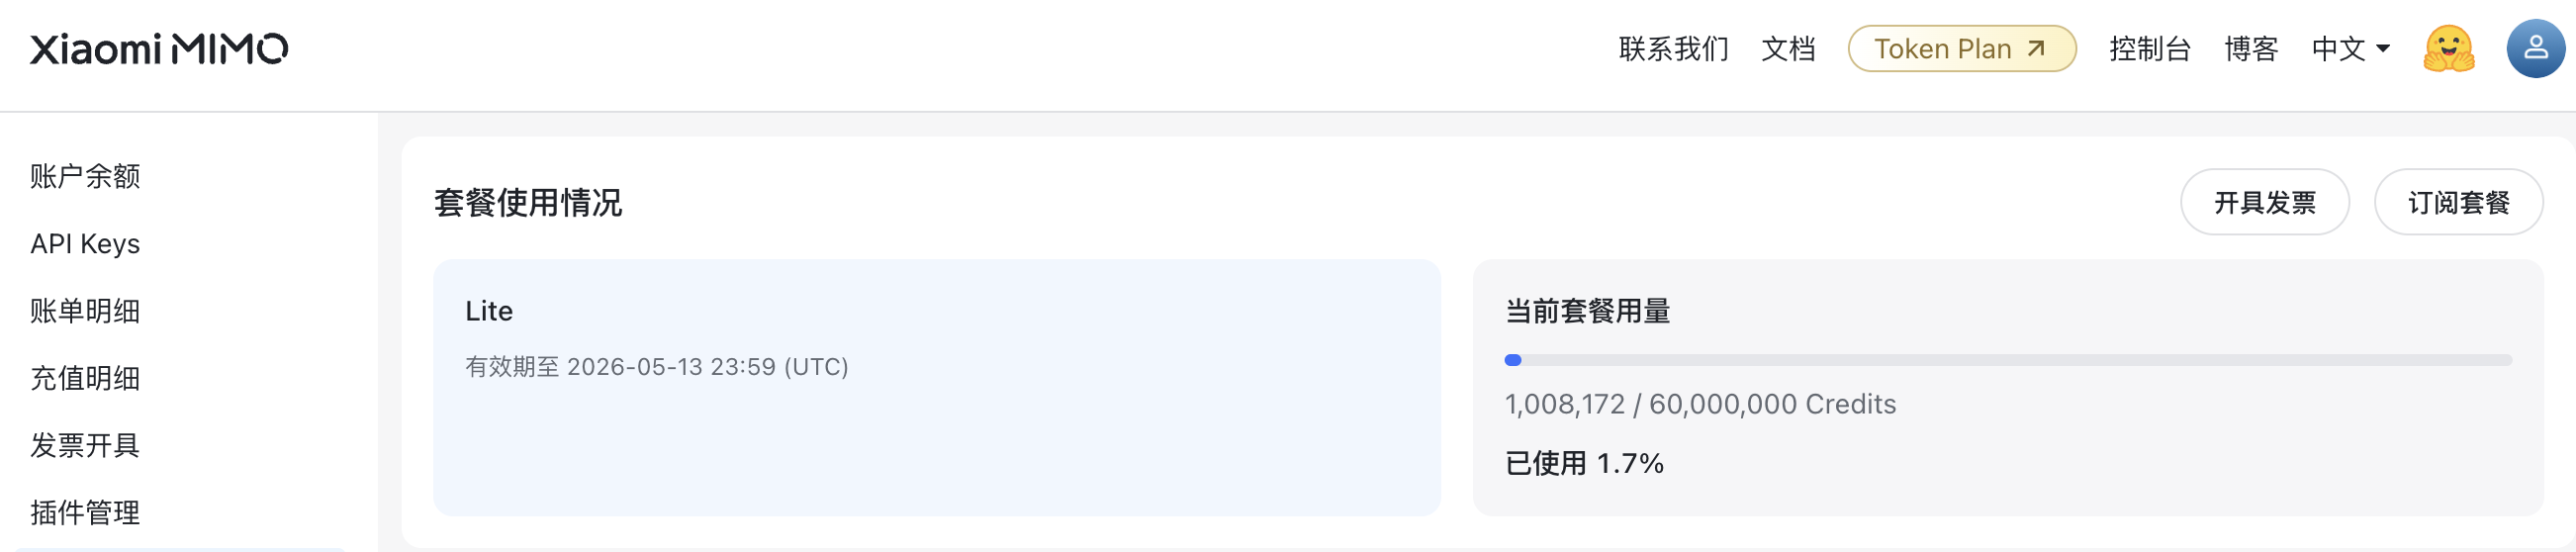 Xiaomi MIMO
联系我们 文档 Token Plan ↗ 控制台 博客 中文
账户余额
API Keys
账单明细
充值明细
发票开具
插件管理
套餐使用情况
开具发票 订阅套餐
Lite
有效期至 2026-05-13 23:59 (UTC)
当前套餐用量
1,008,172 / 60,000,000 Credits
已使用 1.7%